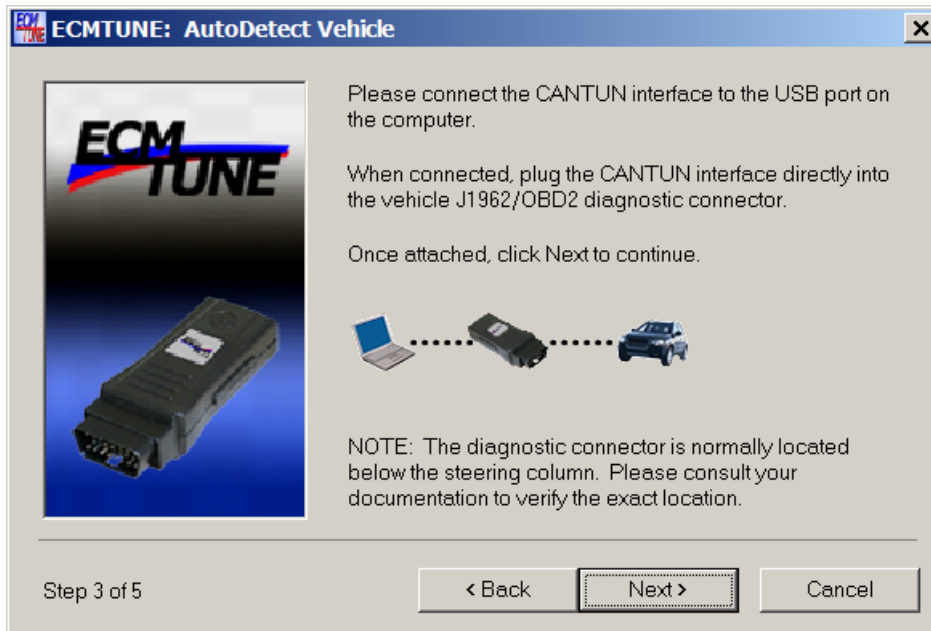 ECMTUNE: AutoDetect Vehicle
ECM
TUNE
Please connect the CANTUN interface to the USB port on
the computer.
When connected, plug the CANTUN interface directly into
the vehicle J1962/OBD2 diagnostic connector.
Once attached, click Next to continue.
NOTE: The diagnostic connector is normally located
below the steering column. Please consult your
documentation to verify the exact location.
Step 3 of 5
< Back
Next >
Cancel